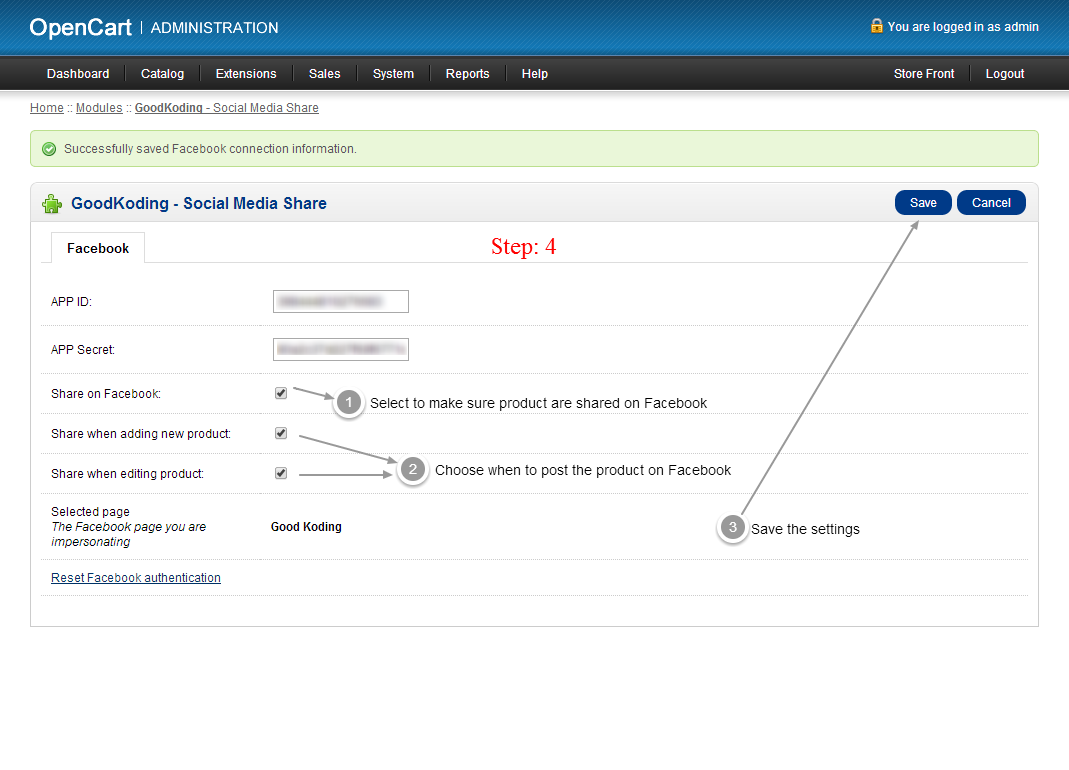 OpenCart | ADMINISTRATION
You are logged in as admin
Dashboard Catalog Extensions Sales System Reports Help Store Front Logout
Home :: Modules :: GoodKoding - Social Media Share
Successfully saved Facebook connection information.
GoodKoding - Social Media Share
Save Cancel
Facebook
Step: 4
APP ID:
APP Secret:
Share on Facebook:
1 Select to make sure product are shared on Facebook
Share when adding new product:
Share when editing product:
2 Choose when to post the product on Facebook
Selected page
The Facebook page you are
impersonating
Good Koding
3 Save the settings
Reset Facebook authentication